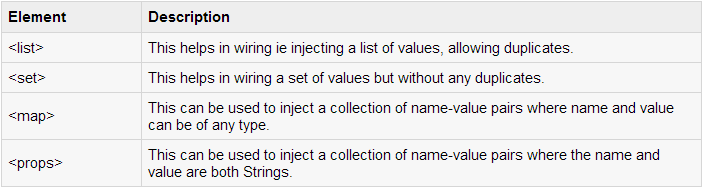 Element Description
<list> This helps in wiring ie injecting a list of values, allowing duplicates.
<set> This helps in wiring a set of values but without any duplicates.
<map> This can be used to inject a collection of name-value pairs where name and value
can be of any type.
<props> This can be used to inject a collection of name-value pairs where the name and
value are both Strings.